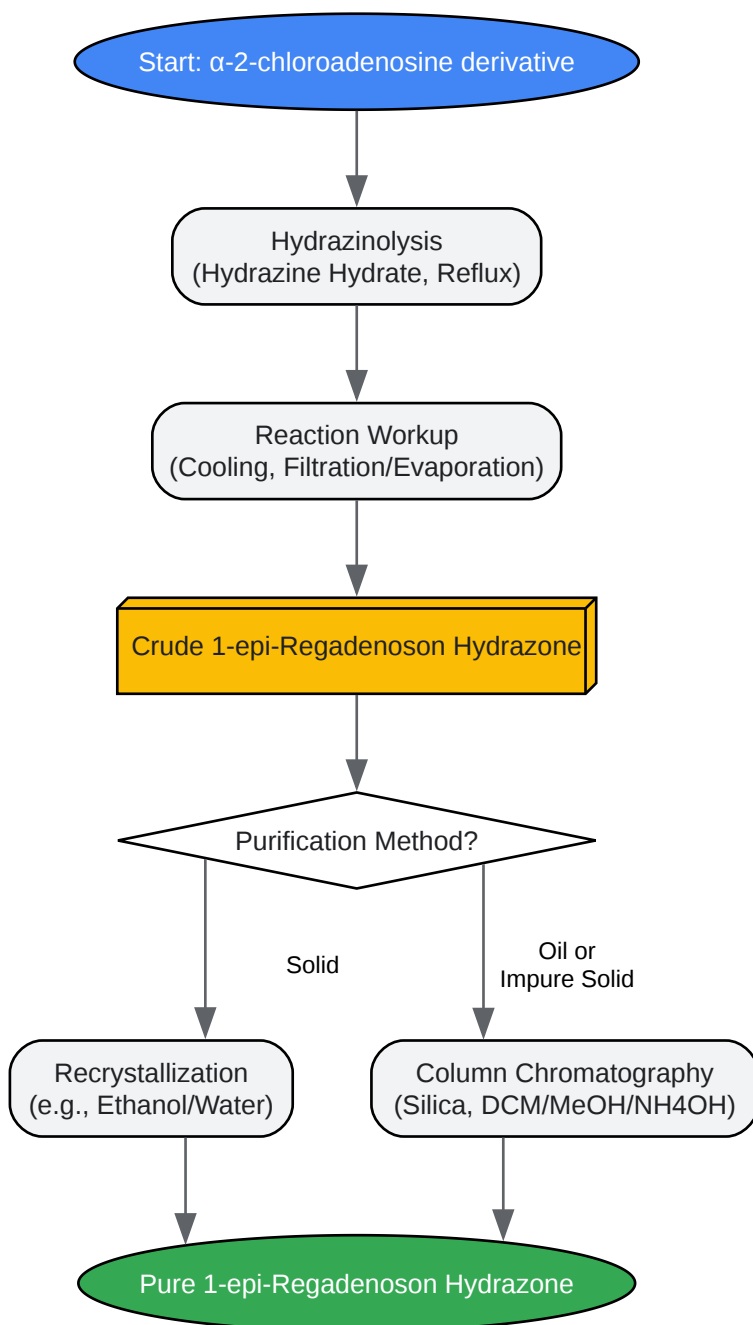 Start: α-2-chloroadenosine derivative
Hydrazinolysis
(Hydrazine Hydrate, Reflux)
Reaction Workup
(Cooling, Filtration/Evaporation)
Crude 1-epi-Regadenoson Hydrazone
Purification Method?
Solid
Oil or
Impure Solid
Recrystallization
(e.g., Ethanol/Water)
Column Chromatography
(Silica, DCM/MeOH/NH4OH)
Pure 1-epi-Regadenoson Hydrazone